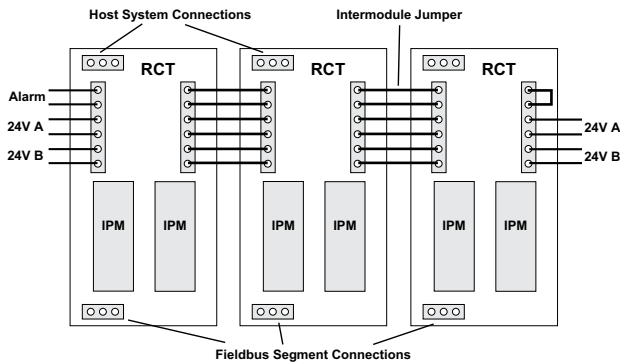 Host System Connections
Intermodule Jumper
RCT
RCT
RCT
Alarm
24V A
24V B
24V A
24V B
IPM
IPM
IPM
IPM
IPM
IPM
Fieldbus Segment Connections